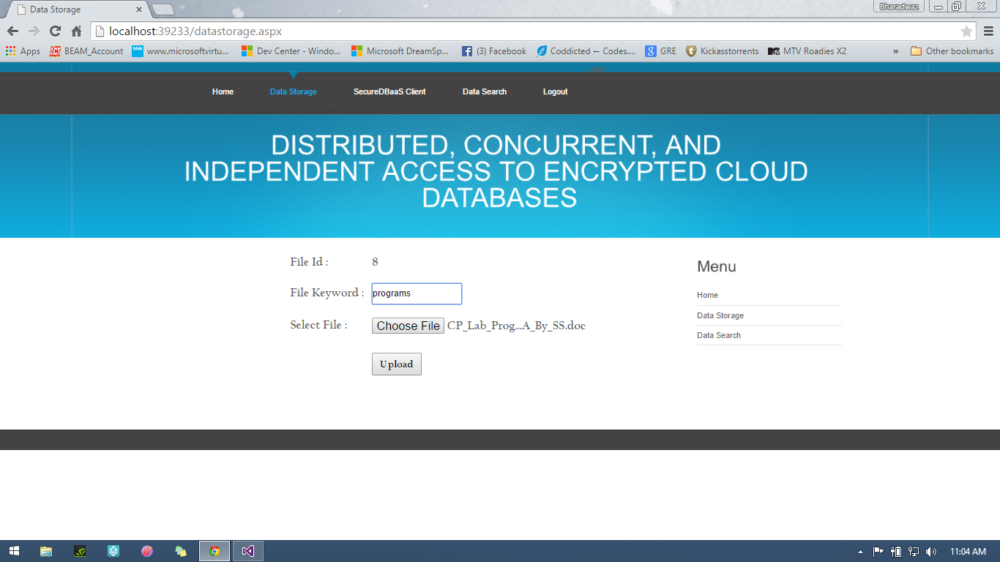 Data Storage
Bharadwaz
localhost:39233/datastorage.aspx
Apps BEAM_Account www.microsoftvirtu... Dev Center - Windo... Microsoft DreamSp... (3) Facebook Coddicted ← Codes.... GRE Kickasstorrents MTV Roadies X2 » Other bookmarks
Home Data Storage SecureDBaaS Client Data Search Logout
DISTRIBUTED, CONCURRENT, AND
INDEPENDENT ACCESS TO ENCRYPTED CLOUD
DATABASES
File Id : 8
File Keyword : programs
Select File : Choose File CP_Lab_Prog...A_By_SS.doc
Upload
Menu
Home
Data Storage
Data Search
11:04 AM